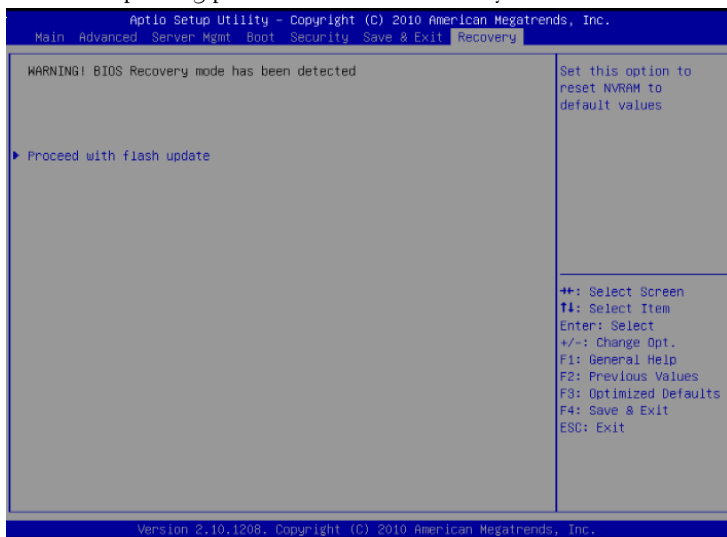 Aptio Setup Utility – Copyright (C) 2010 American Megatrends, Inc.
Main Advanced Server Mgmt Boot Security Save & Exit Recovery
WARNING! BIOS Recovery mode has been detected
▶ Proceed with flash update
Set this option to
reset NVRAM to
default values
→←: Select Screen
↑↓: Select Item
Enter: Select
+/-: Change Opt.
F1: General Help
F2: Previous Values
F3: Optimized Defaults
F4: Save & Exit
ESC: Exit
Version 2.10.1208. Copyright (C) 2010 American Megatrends, Inc.